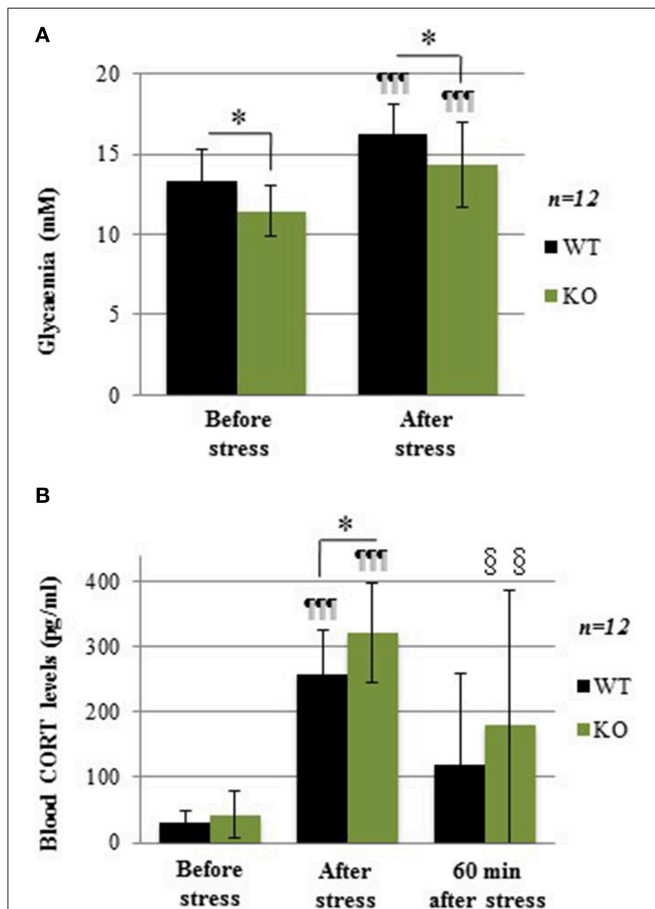 A
*
20
¶¶¶
¶¶¶
*
15
n=12
10
WT
KO
5
0
Glycaemia (mM)
Before
stress
After
stress
B
*
¶¶¶
§ §
400
¶¶¶
n=12
300
WT
200
KO
100
0
Blood CORT levels (pg/ml)
Before
stress
After
stress
60 min
after stress